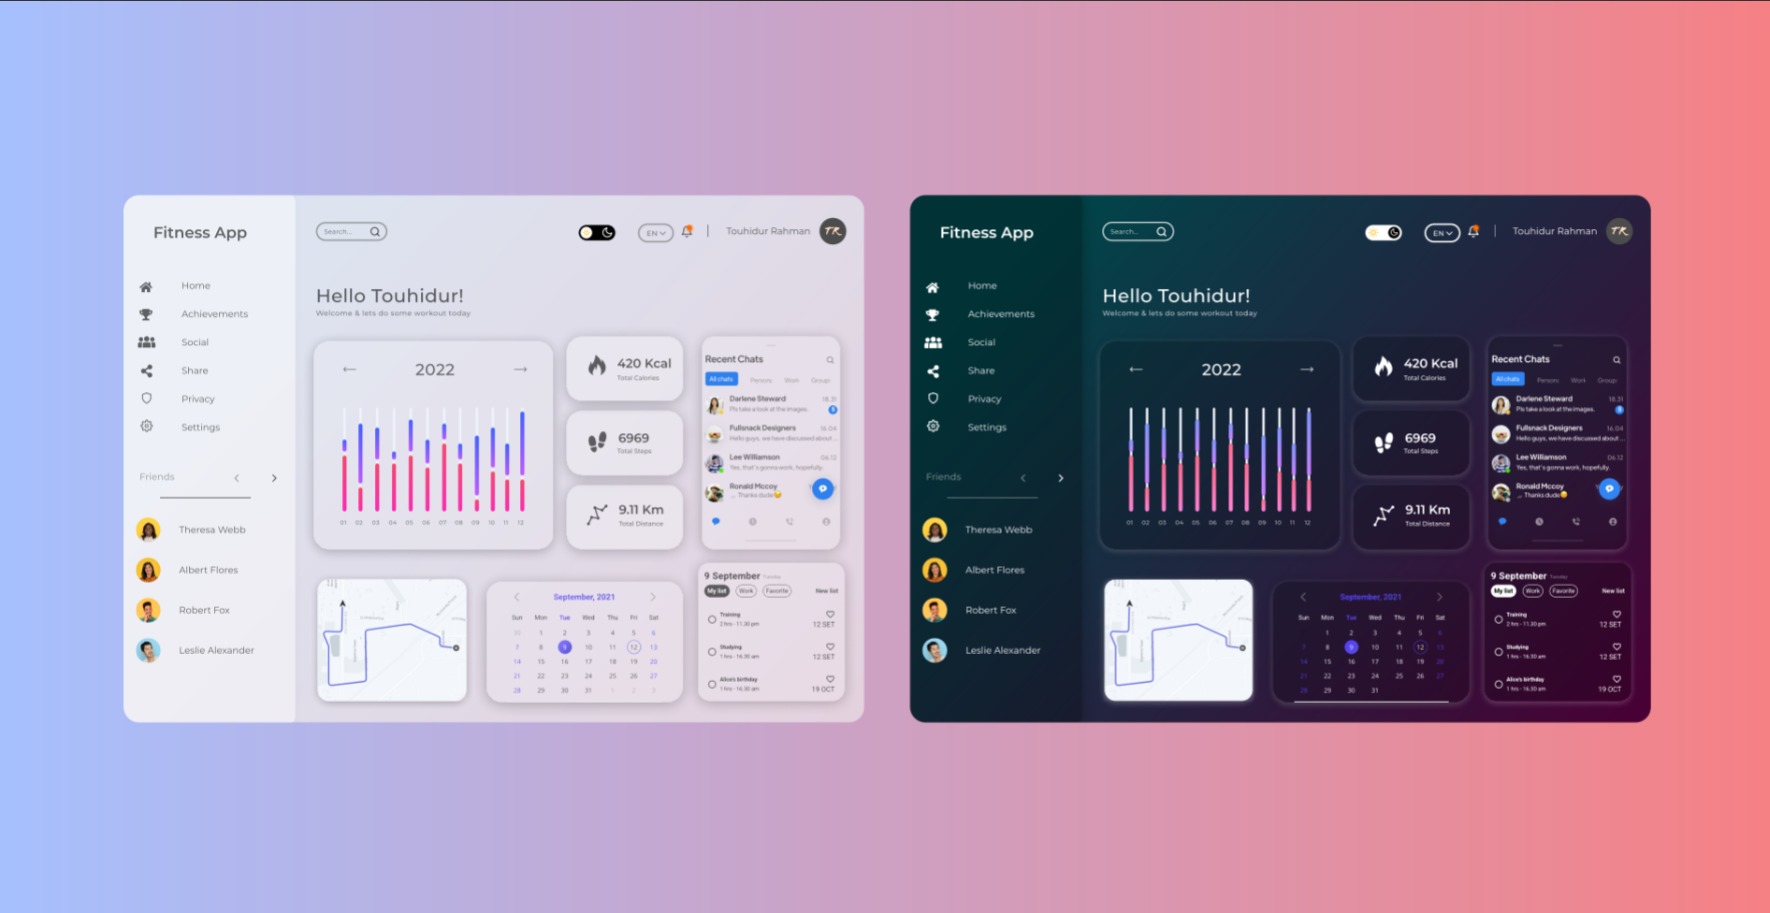 Fitness App
Search...
EN
Touhidur Rahman
TR
Home
Achievements
Social
Share
Privacy
Settings
Friends
Theresa Webb
Albert Flores
Robert Fox
Leslie Alexander
Hello Touhidur!
Welcome & lets do some workout today
2022
01 02 03 04 05 06 07 08 09 10 11 12
420 Kcal
Total Calories
6969
Total Steps
9.11 Km
Total Distance
Recent Chats
All chats Persons Work Group
Darlene Steward 18.31
Pls take a look at the images.
Fullsnack Designers 16.04
Hello guys, we have discussed about ...
Lee Williamson 06.12
Yes, that's gonna work, hopefully.
Ronald Mccoy
Thanks dude😉
September, 2021
Sun Mon Tue Wed Thu Fri Sat
1 2 3 4 5 6
7 8 9 10 11 12 13
14 15 16 17 18 19 20
21 22 23 24 25 26 27
28 29 30 31 1 2 3
9 September Tuesday
My list Work Favorite New list
Training
2 hrs - 11.30 pm 12 SET
Studying
1 hrs - 16.30 am 12 SET
Alice's birthday
1 hrs - 16.30 am 19 OCT
Fitness App
Search...
EN
Touhidur Rahman
TR
Home
Achievements
Social
Share
Privacy
Settings
Friends
Theresa Webb
Albert Flores
Robert Fox
Leslie Alexander
Hello Touhidur!
Welcome & lets do some workout today
2022
01 02 03 04 05 06 07 08 09 10 11 12
420 Kcal
Total Calories
6969
Total Steps
9.11 Km
Total Distance
Recent Chats
All chats Persons Work Group
Darlene Steward 18.31
Pls take a look at the images.
Fullsnack Designers 16.04
Hello guys, we have discussed about ...
Lee Williamson 06.12
Yes, that's gonna work, hopefully.
Ronald Mccoy
Thanks dude😉
September, 2021
Sun Mon Tue Wed Thu Fri Sat
1 2 3 4 5 6
7 8 9 10 11 12 13
14 15 16 17 18 19 20
21 22 23 24 25 26 27
28 29 30 31
9 September Tuesday
My list Work Favorite New list
Training
2 hrs - 11.30 pm 12 SET
Studying
1 hrs - 16.30 am 12 SET
Alice's birthday
1 hrs - 16.30 am 19 OCT